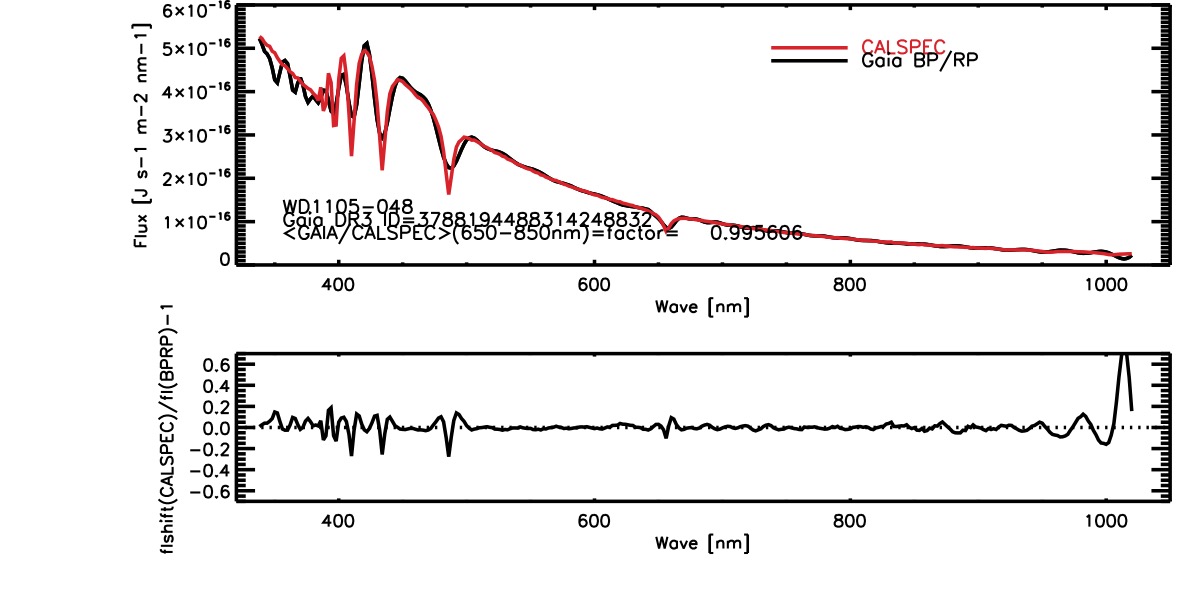 6×10−16
5×10−16
4×10−16
3×10−16
2×10−16
1×10−16
0
Flux [J s−1 m−2 nm−1]
CALSPEC
Gaia BP/RP
WD1105−048
Gaia DR3 ID=3788194488314248832
<GAIA/CALSPEC>(650−850nm)=factor= 0.995606
400 600 800 1000
Wave [nm]
flshift(CALSPEC)/fl(BPRP)−1
0.6
0.4
0.2
0.0
−0.2
−0.4
−0.6
400 600 800 1000
Wave [nm]